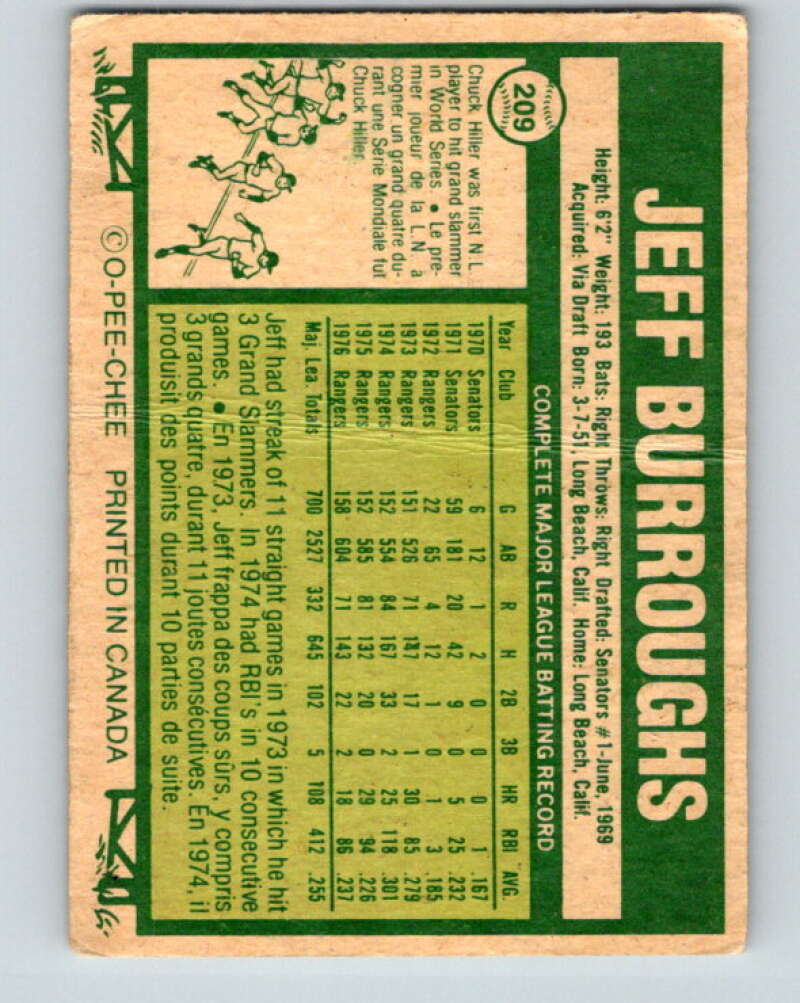 JEFF BURROUGHS
Height: 6'2" Weight: 193 Bats: Right Throws: Right Drafted: Senators #1-June, 1969
Acquired: Via Draft Born: 3-7-51, Long Beach, Calif. Home: Long Beach, Calif.
209
Chuck Hiller was first N.L.
player to hit grand slammer
in World Series. • Le pre-
mier joueur de la L.N. à
cogner un grand quatre du-
rant une Série Mondiale fut
Chuck Hiller.
COMPLETE MAJOR LEAGUE BATTING RECORD
Year Club G AB R H 2B 3B HR RBI AVG.
1970 Senators 6 12 1 2 0 0 0 1 .167
1971 Senators 59 181 20 42 9 0 5 25 .232
1972 Rangers 22 65 4 12 1 0 1 3 .185
1973 Rangers 151 526 71 147 17 1 30 85 .279
1974 Rangers 152 554 84 167 33 2 25 118 .301
1975 Rangers 152 585 81 132 20 0 29 94 .226
1976 Rangers 158 604 71 143 22 2 18 86 .237
Maj. Lea. Totals 700 2527 332 645 102 5 108 412 .255
Jeff had streak of 11 straight games in 1973 in which he hit
3 Grand Slammers. In 1974 had RBI's in 10 consecutive
games. • En 1973, Jeff frappa des coups sûrs, y compris
3 grands quatre, durant 11 joutes consécutives. En 1974, il
produisit des points durant 10 parties de suite.
©O-PEE-CHEE PRINTED IN CANADA